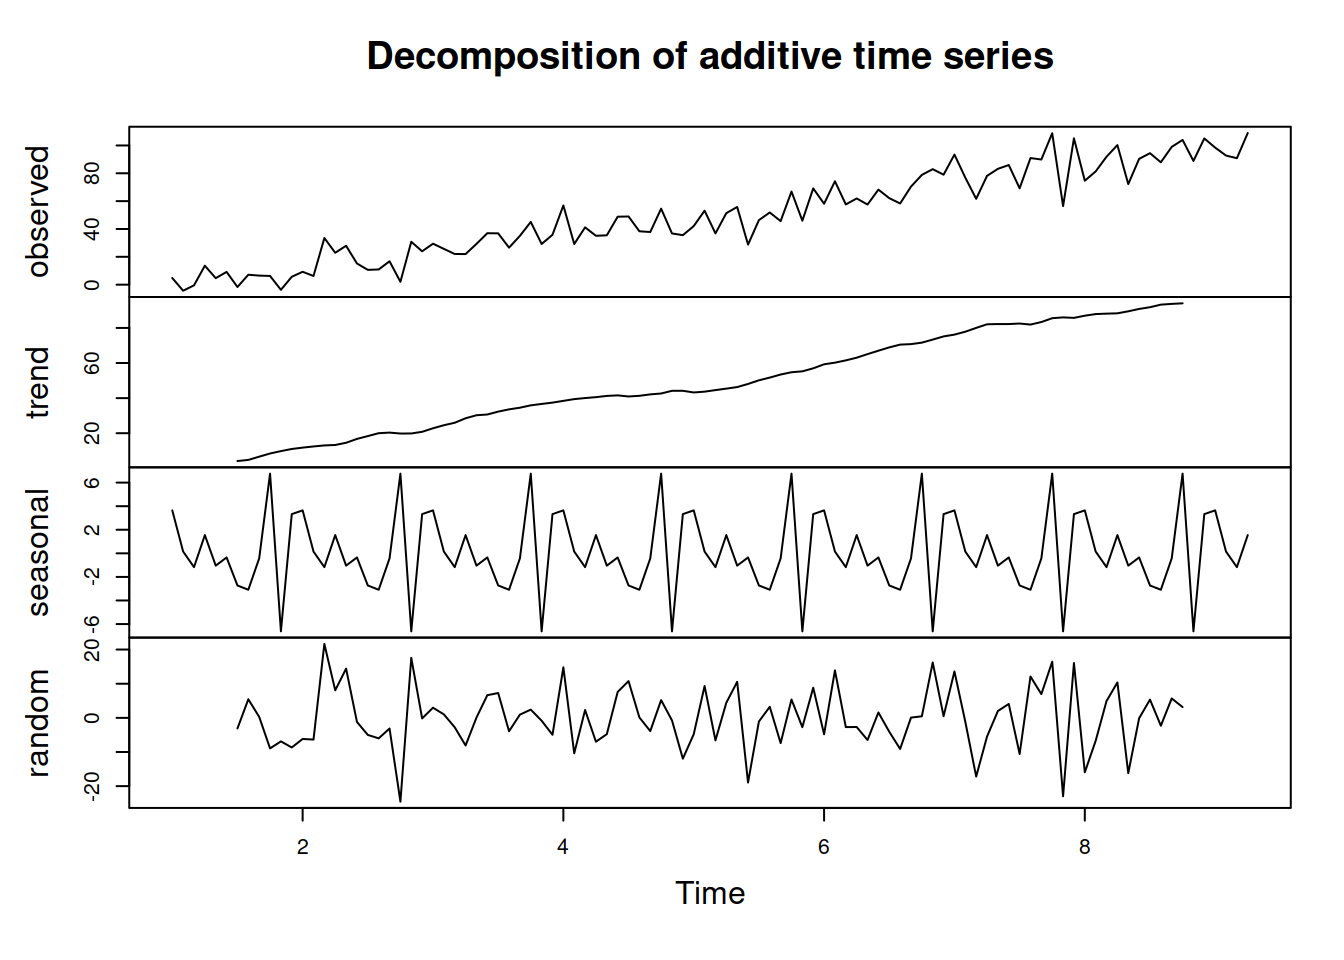 Decomposition of additive time series
observed
0 40 80
trend
20 60
seasonal
-6 -2 2 6
random
-20 0 20
2 4 6 8
Time